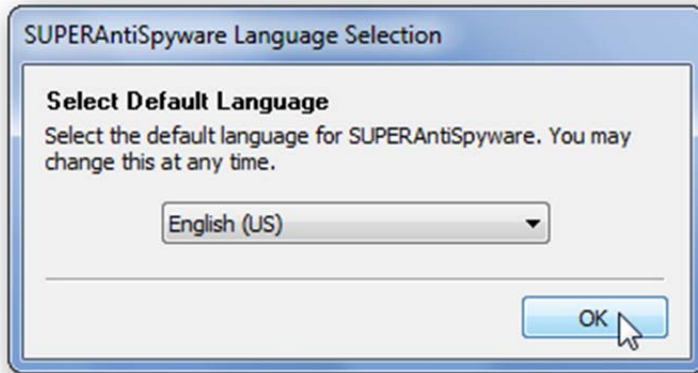 SUPERAntiSpyware Language Selection
Select Default Language
Select the default language for SUPERAntiSpyware. You may
change this at any time.
English (US)
OK